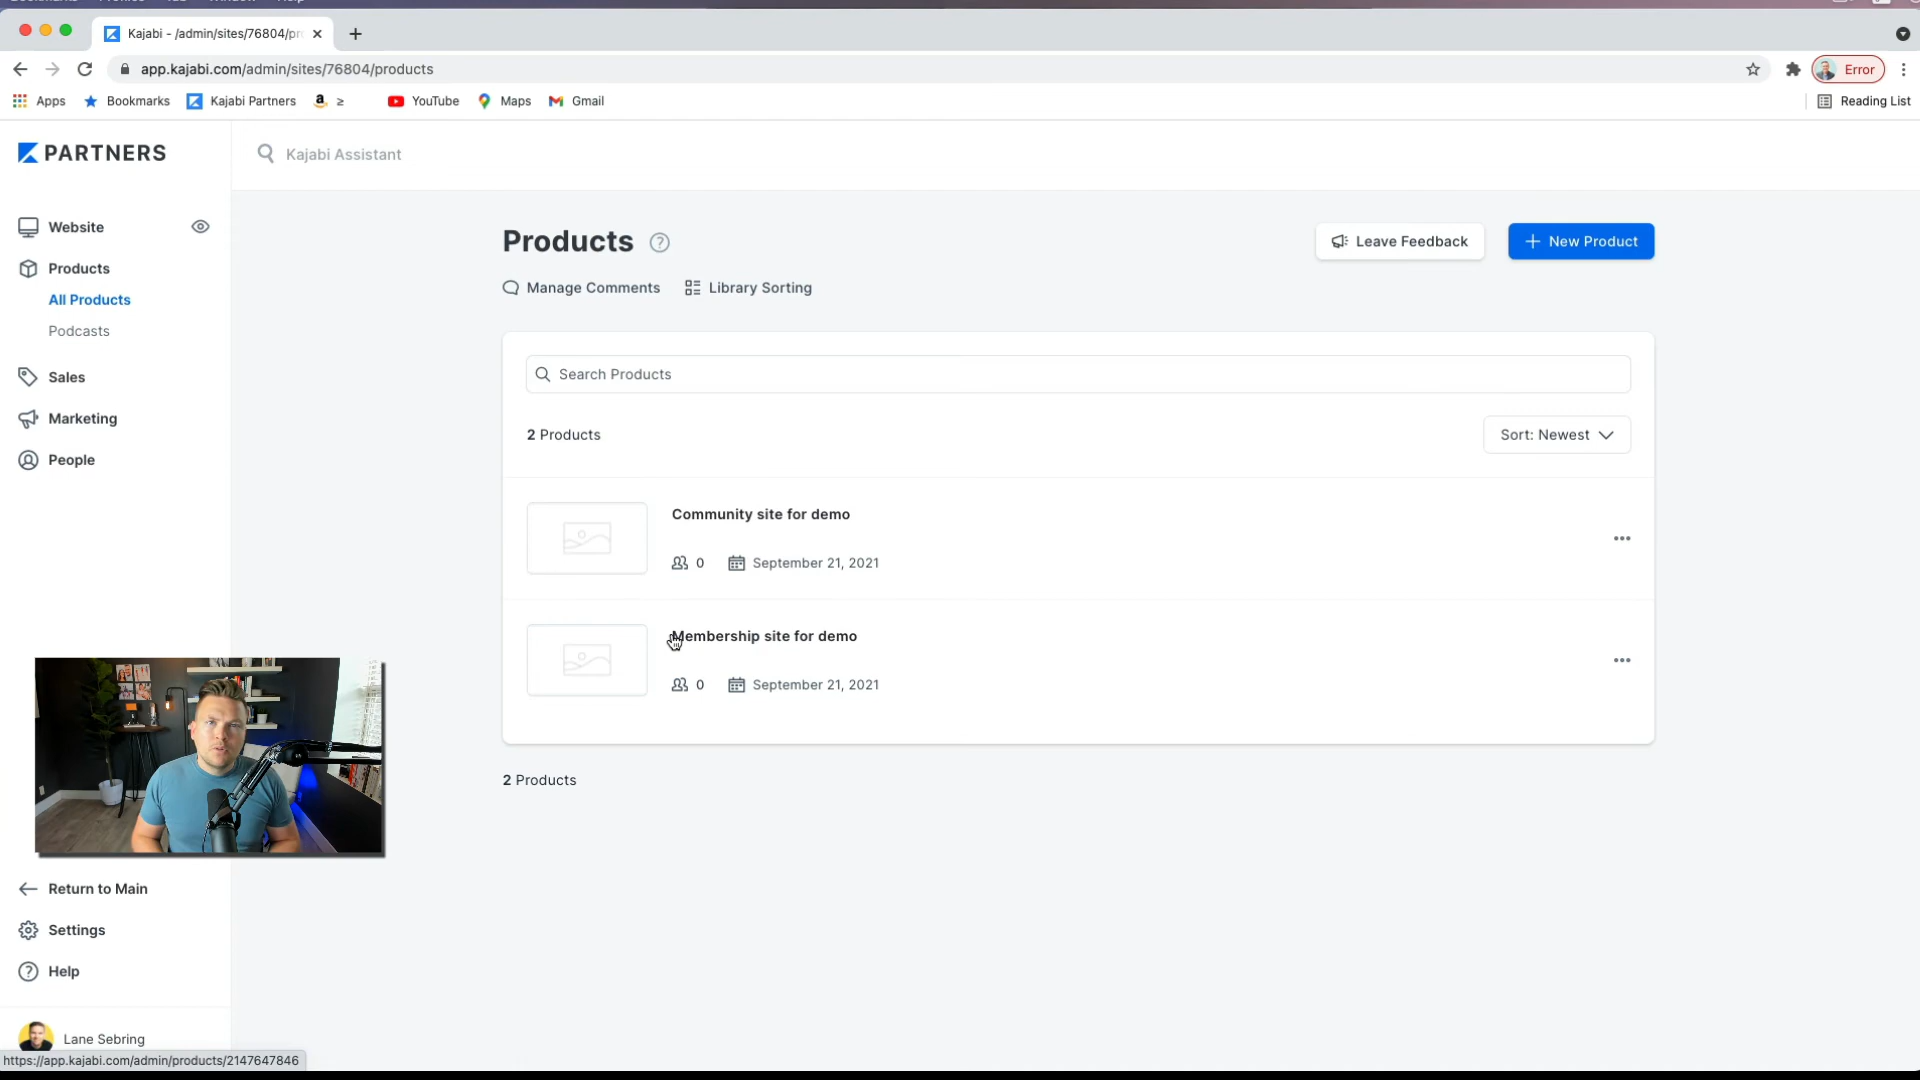 Kajabi - /admin/sites/76804/pr
app.kajabi.com/admin/sites/76804/products
Error
Apps
Bookmarks
Kajabi Partners
≥
YouTube
Maps
Gmail
Reading List
PARTNERS
Kajabi Assistant
Website
Products
All Products
Podcasts
Sales
Marketing
People
Return to Main
Settings
Help
Lane Sebring
https://app.kajabi.com/admin/products/2147647846
Products
Leave Feedback
New Product
Manage Comments
Library Sorting
Search Products
2 Products
Sort: Newest
Community site for demo
0
September 21, 2021
Membership site for demo
0
September 21, 2021
2 Products